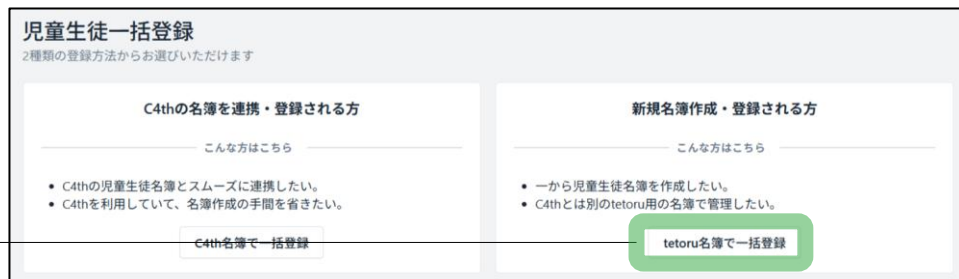 児童生徒一括登録
2種類の登録方法からお選びいただけます
C4thの名簿を連携・登録される方
こんな方はこちら
• C4thの児童生徒名簿とスムーズに連携したい。
• C4thを利用していて、名簿作成の手間を省きたい。
C4th名簿で一括登録
新規名簿作成・登録される方
こんな方はこちら
• 一から児童生徒名簿を作成したい。
• C4thとは別のtetoru用の名簿で管理したい。
tetoru名簿で一括登録